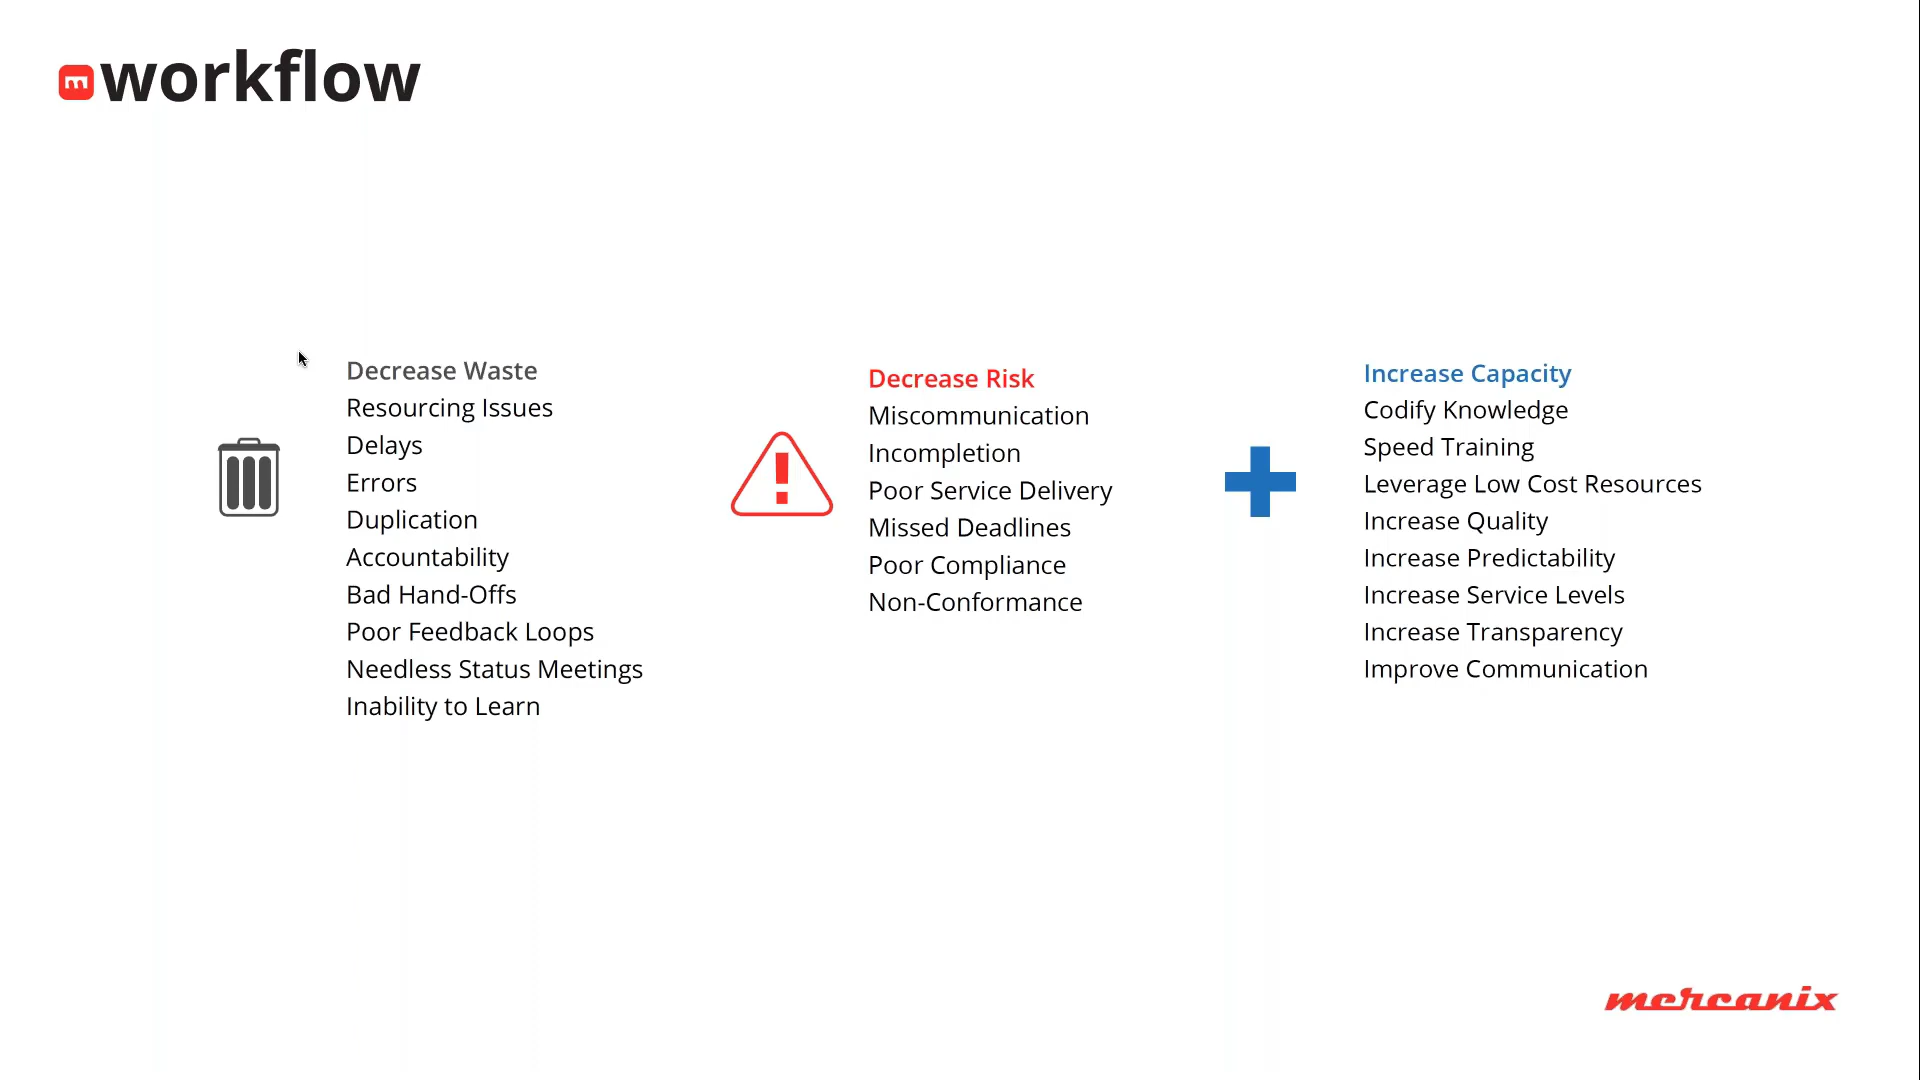 m workflow
Decrease Waste
Resourcing Issues
Delays
Errors
Duplication
Accountability
Bad Hand-Offs
Poor Feedback Loops
Needless Status Meetings
Inability to Learn
Decrease Risk
Miscommunication
Incompletion
Poor Service Delivery
Missed Deadlines
Poor Compliance
Non-Conformance
Increase Capacity
Codify Knowledge
Speed Training
Leverage Low Cost Resources
Increase Quality
Increase Predictability
Increase Service Levels
Increase Transparency
Improve Communication
mercanix